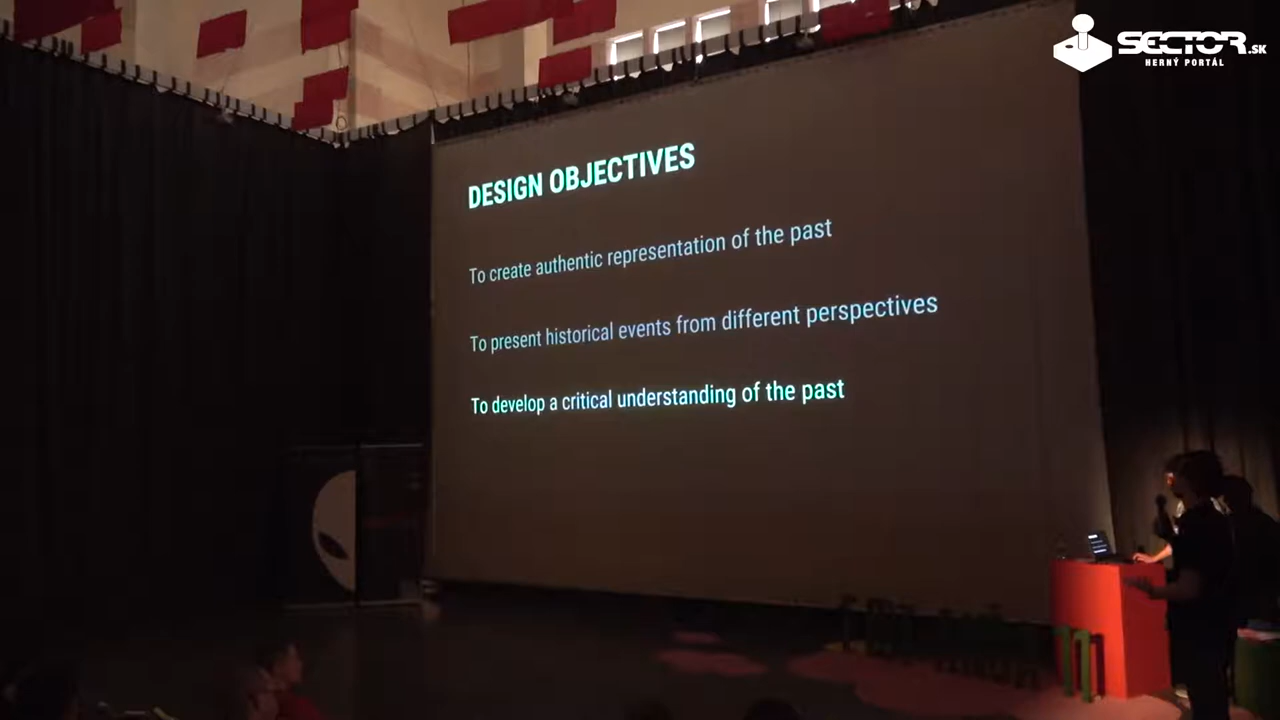 SECTOR.SK
HERNÝ PORTÁL
DESIGN OBJECTIVES
To create authentic representation of the past
To present historical events from different perspectives
To develop a critical understanding of the past